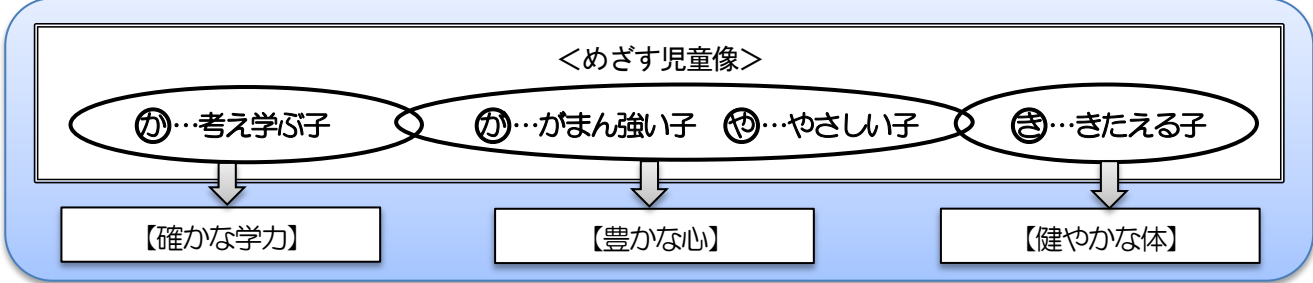 ＜めざす児童像＞
か…考え学ぶ子　が…がまん強い子　や…やさしい子　き…きたえる子
【確かな学力】　【豊かな心】　【健やかな体】